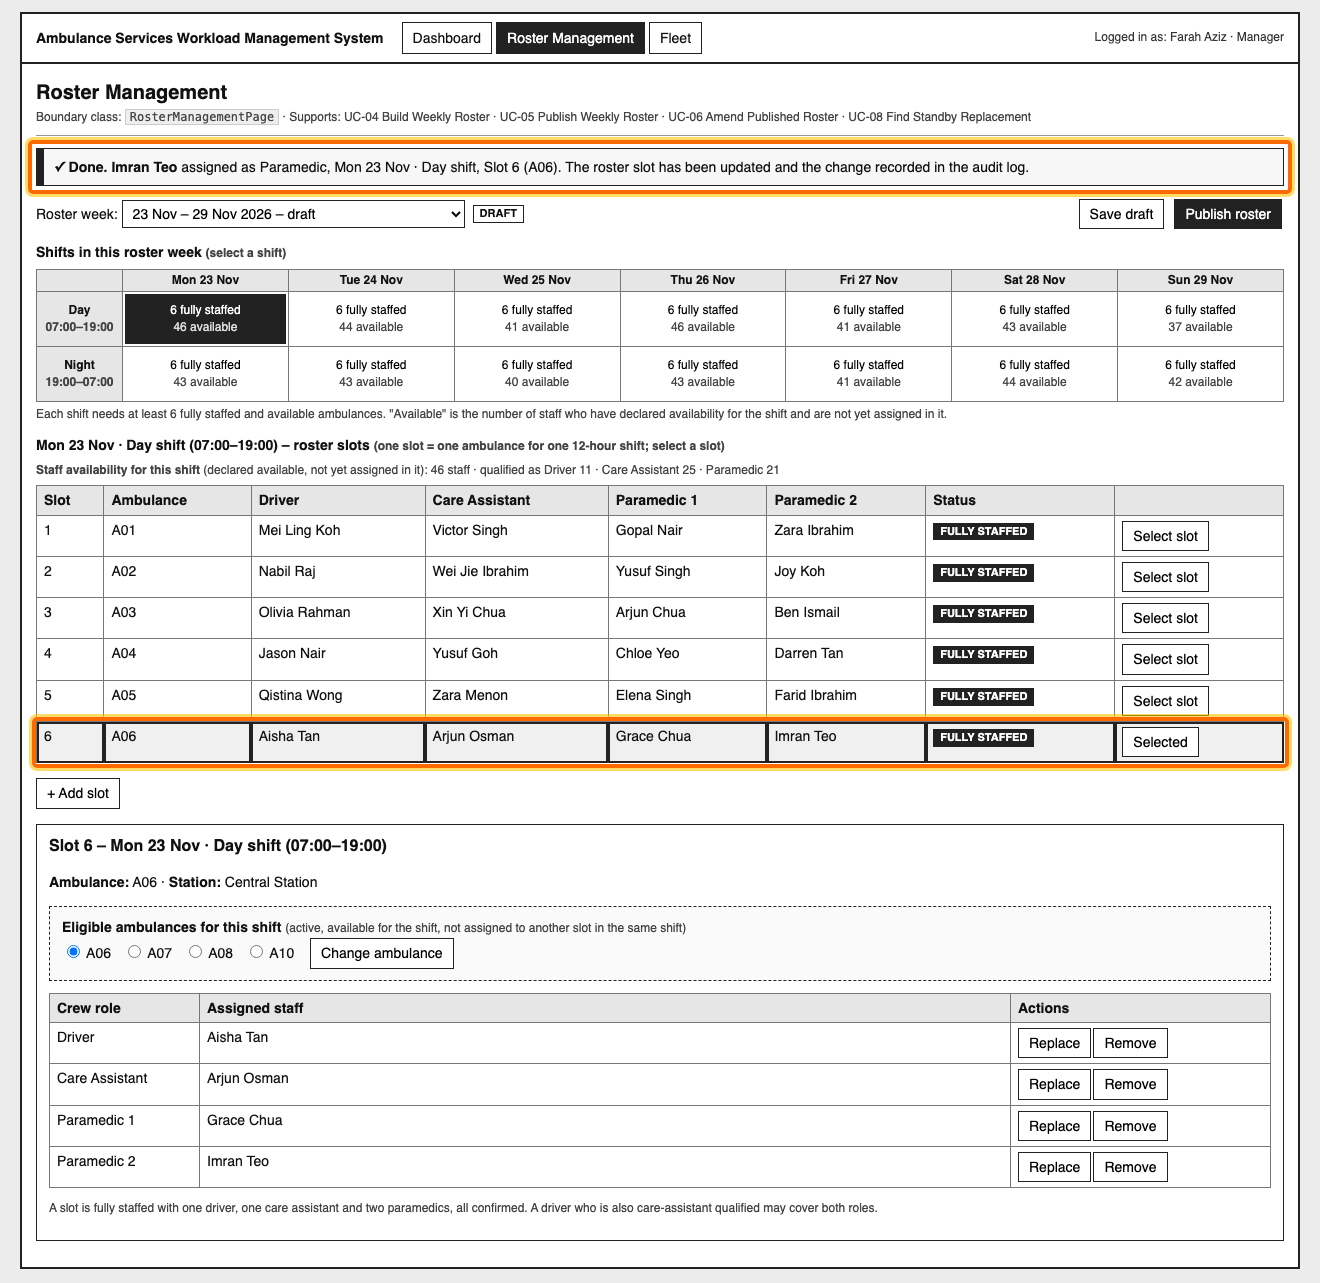 Ambulance Services Workload Management System Dashboard Roster Management Fleet Logged in as: Farah Aziz · Manager
Roster Management
Boundary class: RosterManagementPage · Supports: UC-04 Build Weekly Roster · UC-05 Publish Weekly Roster · UC-06 Amend Published Roster · UC-08 Find Standby Replacement
✓ Done. Imran Teo assigned as Paramedic, Mon 23 Nov · Day shift, Slot 6 (A06). The roster slot has been updated and the change recorded in the audit log.
Roster week: 23 Nov – 29 Nov 2026 – draft DRAFT Save draft Publish roster
Shifts in this roster week (select a shift)
Mon 23 Nov Tue 24 Nov Wed 25 Nov Thu 26 Nov Fri 27 Nov Sat 28 Nov Sun 29 Nov
Day 6 fully staffed 6 fully staffed 6 fully staffed 6 fully staffed 6 fully staffed 6 fully staffed 6 fully staffed
07:00–19:00 46 available 44 available 41 available 46 available 41 available 43 available 37 available
Night 6 fully staffed 6 fully staffed 6 fully staffed 6 fully staffed 6 fully staffed 6 fully staffed 6 fully staffed
19:00–07:00 43 available 43 available 40 available 43 available 41 available 44 available 42 available
Each shift needs at least 6 fully staffed and available ambulances. "Available" is the number of staff who have declared availability for the shift and are not yet assigned in it.
Mon 23 Nov · Day shift (07:00–19:00) – roster slots (one slot = one ambulance for one 12-hour shift; select a slot)
Staff availability for this shift (declared available, not yet assigned in it): 46 staff · qualified as Driver 11 · Care Assistant 25 · Paramedic 21
Slot Ambulance Driver Care Assistant Paramedic 1 Paramedic 2 Status
1 A01 Mei Ling Koh Victor Singh Gopal Nair Zara Ibrahim FULLY STAFFED Select slot
2 A02 Nabil Raj Wei Jie Ibrahim Yusuf Singh Joy Koh FULLY STAFFED Select slot
3 A03 Olivia Rahman Xin Yi Chua Arjun Chua Ben Ismail FULLY STAFFED Select slot
4 A04 Jason Nair Yusuf Goh Chloe Yeo Darren Tan FULLY STAFFED Select slot
5 A05 Qistina Wong Zara Menon Elena Singh Farid Ibrahim FULLY STAFFED Select slot
6 A06 Aisha Tan Arjun Osman Grace Chua Imran Teo FULLY STAFFED Selected
+ Add slot
Slot 6 – Mon 23 Nov · Day shift (07:00–19:00)
Ambulance: A06 · Station: Central Station
Eligible ambulances for this shift (active, available for the shift, not assigned to another slot in the same shift)
A06 A07 A08 A10 Change ambulance
Crew role Assigned staff Actions
Driver Aisha Tan Replace Remove
Care Assistant Arjun Osman Replace Remove
Paramedic 1 Grace Chua Replace Remove
Paramedic 2 Imran Teo Replace Remove
A slot is fully staffed with one driver, one care assistant and two paramedics, all confirmed. A driver who is also care-assistant qualified may cover both roles.